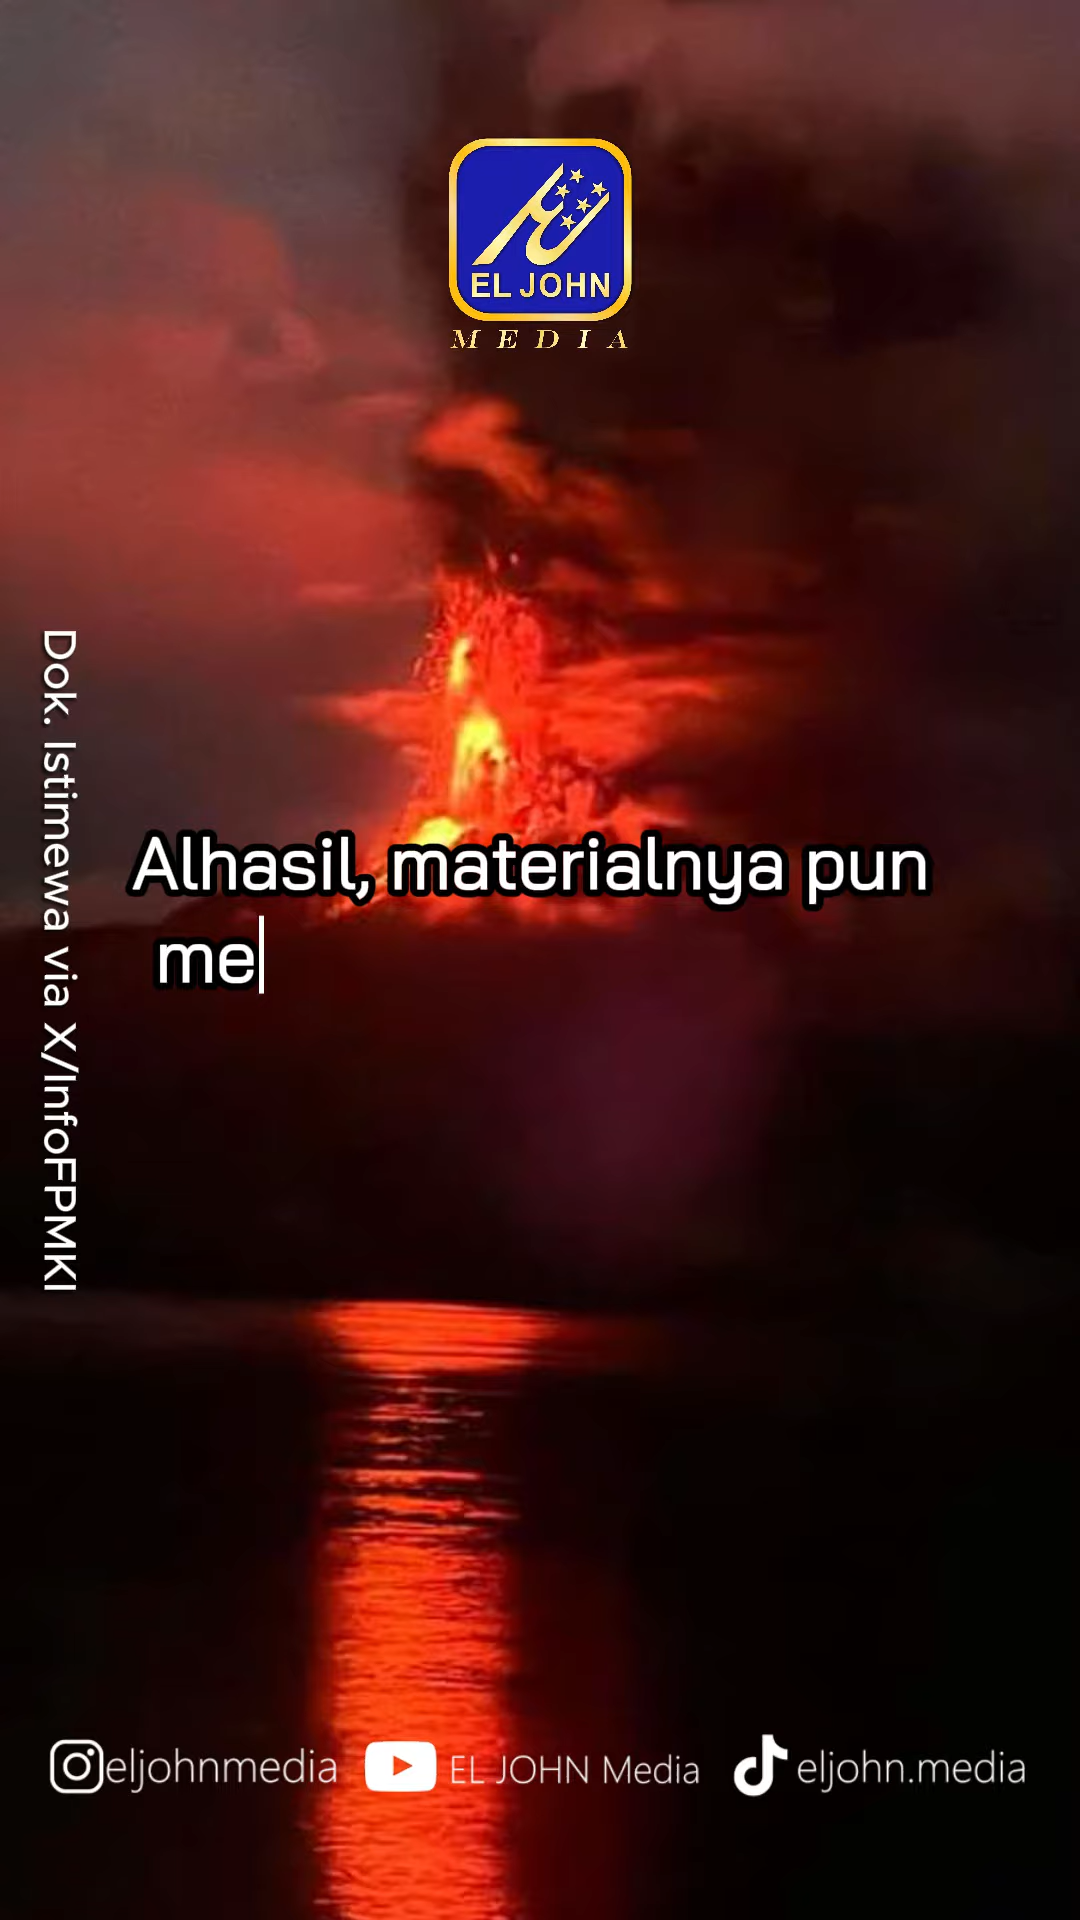 EL JOHN
MEDIA
Dok. Istimewa via X/InfoFPMKI
Alhasil, materialnya pun
me
eljohnmedia
EL JOHN Media
eljohn.media